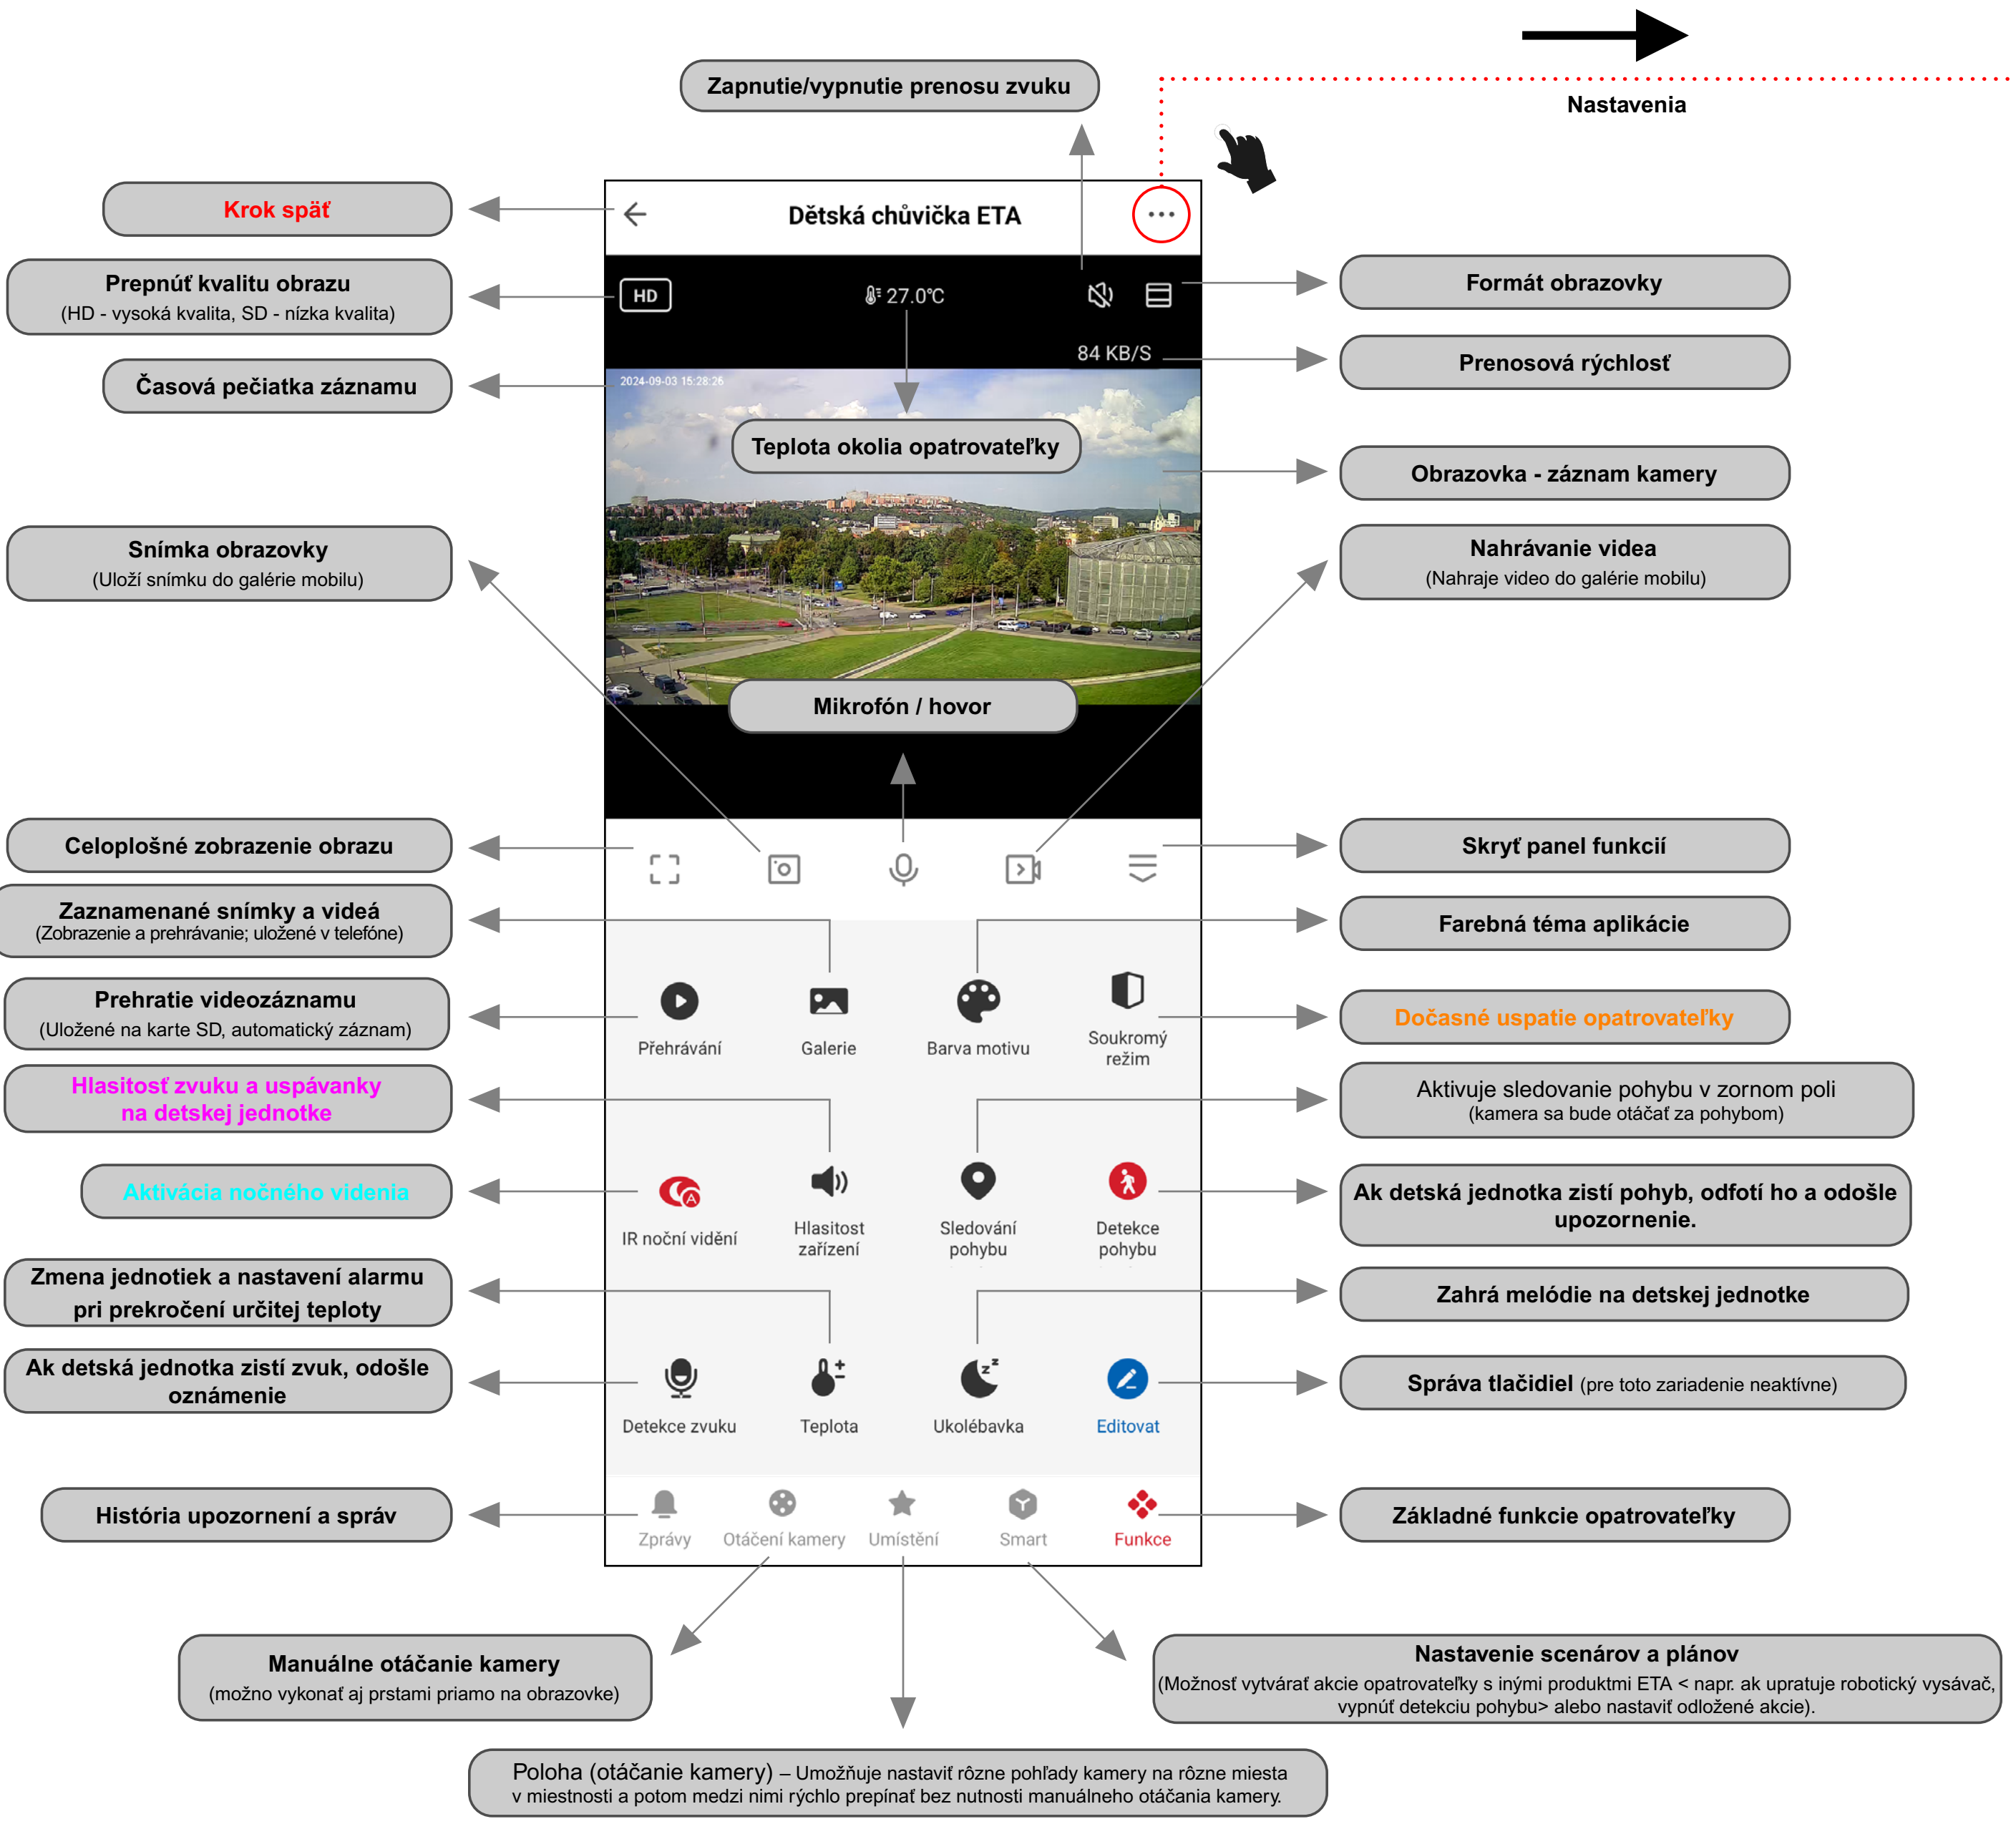 Zapnutie/vypnutie prenosu zvuku
Nastavenia
Krok späť
Dětská chůvička ETA
Prepnúť kvalitu obrazu
(HD - vysoká kvalita, SD - nízka kvalita)
HD
27.0°C
Formát obrazovky
84 KB/S
Prenosová rýchlosť
Časová pečiatka záznamu
2024-09-03 15:28:26
Teplota okolia opatrovateľky
Obrazovka - záznam kamery
Snímka obrazovky
(Uloží snímku do galérie mobilu)
Nahrávanie videa
(Nahraje video do galérie mobilu)
Mikrofón / hovor
Celoplošné zobrazenie obrazu
Skryť panel funkcií
Zaznamenané snímky a videá
(Zobrazenie a prehrávanie; uložené v telefóne)
Farebná téma aplikácie
Prehratie videozáznamu
(Uložené na karte SD, automatický záznam)
Dočasné uspatie opatrovateľky
Přehrávání
Galerie
Barva motivu
Soukromý
režim
Hlasitosť zvuku a uspávanky
na detskej jednotke
Aktivuje sledovanie pohybu v zornom poli
(kamera sa bude otáčať za pohybom)
Aktivácia nočného videnia
A
Ak detská jednotka zistí pohyb, odfotí ho a odošle
upozornenie.
IR noční vidění
Hlasitost
zařízení
Sledování
pohybu
Detekce
pohybu
Zmena jednotiek a nastavení alarmu
pri prekročení určitej teploty
Zahrá melódie na detskej jednotke
Ak detská jednotka zistí zvuk, odošle
oznámenie
Správa tlačidiel (pre toto zariadenie neaktívne)
Detekce zvuku
Teplota
Ukolébavka
Editovat
História upozornení a správ
Základné funkcie opatrovateľky
Zprávy
Otáčení kamery
Umístění
Smart
Funkce
Manuálne otáčanie kamery
(možno vykonať aj prstami priamo na obrazovke)
Nastavenie scenárov a plánov
(Možnosť vytvárať akcie opatrovateľky s inými produktmi ETA < napr. ak upratuje robotický vysávač,
vypnúť detekciu pohybu> alebo nastaviť odložené akcie).
Poloha (otáčanie kamery) – Umožňuje nastaviť rôzne pohľady kamery na rôzne miesta
v miestnosti a potom medzi nimi rýchlo prepínať bez nutnosti manuálneho otáčania kamery.